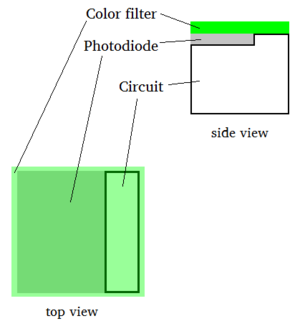 Color filter
Photodiode
Circuit
side view
top view